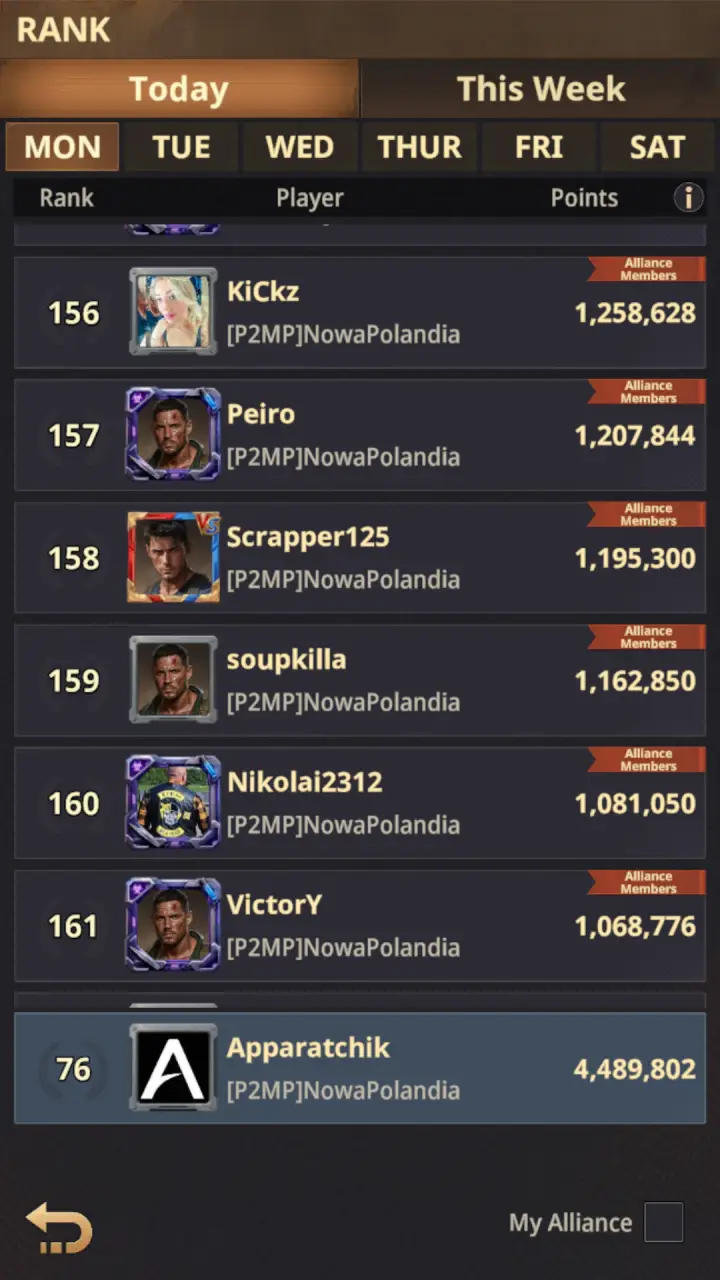 RANK
Today
This Week
MON
TUE
WED
THUR
FRI
SAT
Rank
Player
Points
156
KiCkz
[P2MP]NowaPolandia
Alliance
Members
1,258,628
157
Peiro
[P2MP]NowaPolandia
Alliance
Members
1,207,844
158
VS
Scrapper125
[P2MP]NowaPolandia
Alliance
Members
1,195,300
159
soupkilla
[P2MP]NowaPolandia
Alliance
Members
1,162,850
160
Nikolai2312
[P2MP]NowaPolandia
Alliance
Members
1,081,050
161
VictorY
[P2MP]NowaPolandia
Alliance
Members
1,068,776
76
Apparatchik
[P2MP]NowaPolandia
4,489,802
My Alliance